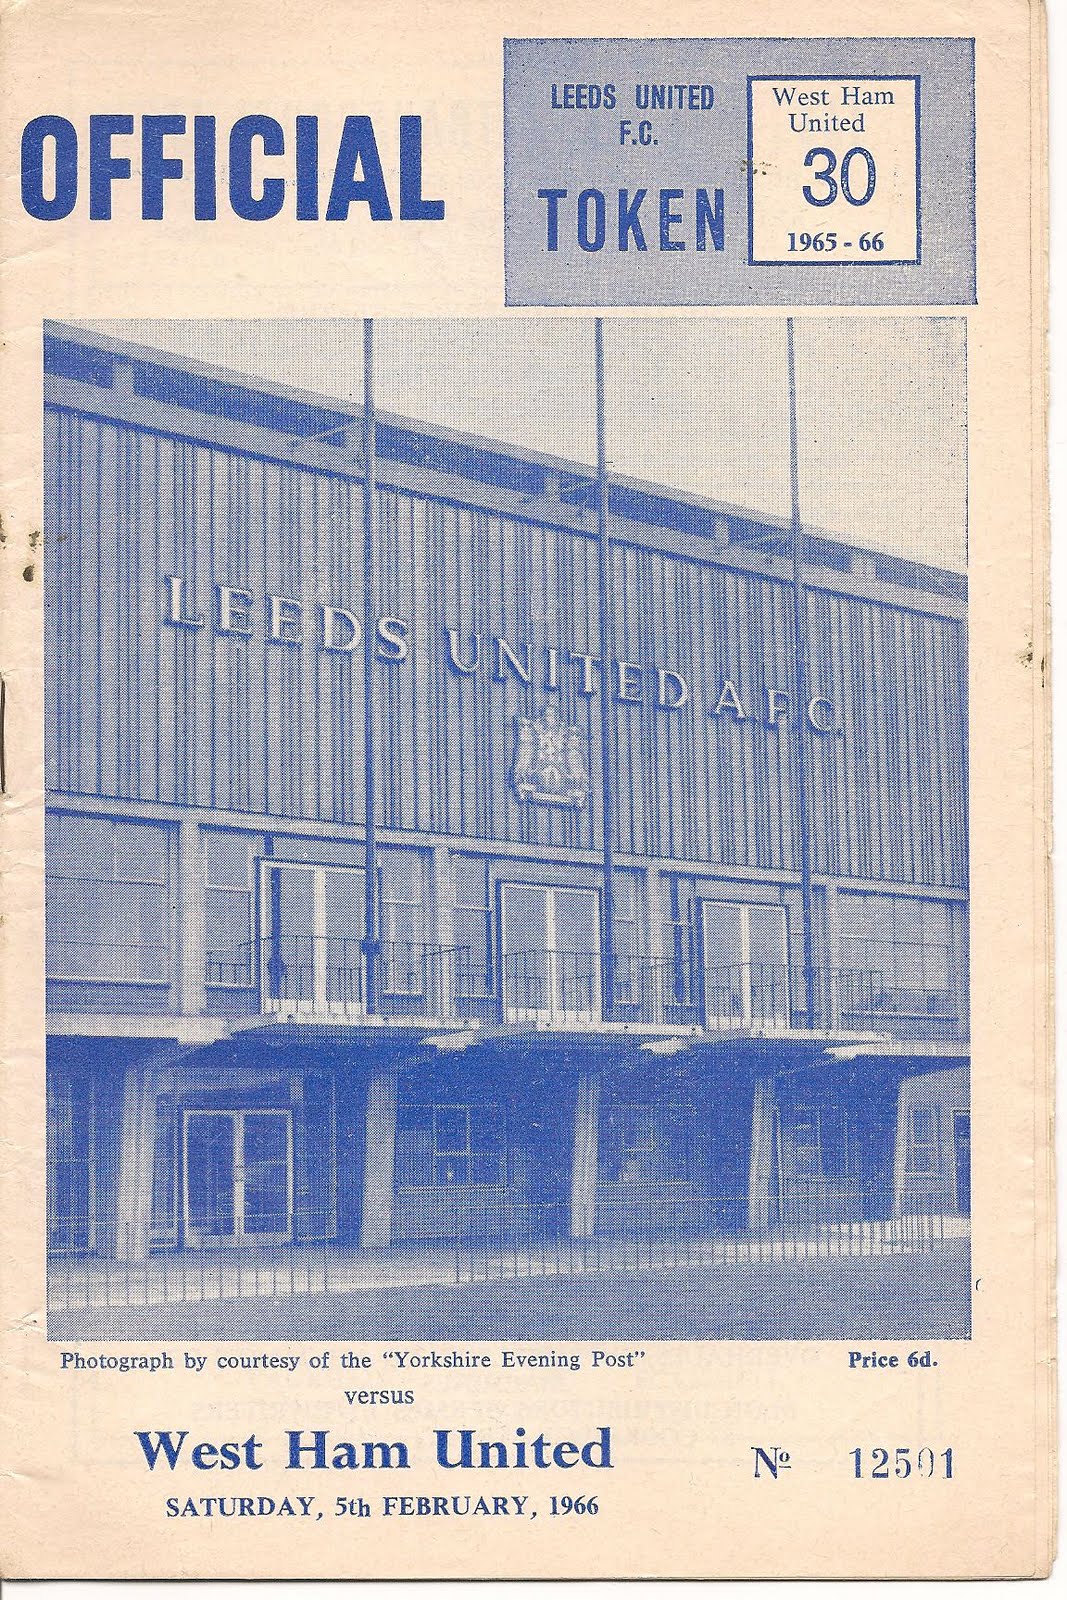 OFFICIAL
LEEDS UNITED
F.C.
TOKEN
West Ham
United
30
1965 - 66
LEEDS UNITED A.F.C.
Photograph by courtesy of the "Yorkshire Evening Post"
Price 6d.
versus
West Ham United
Nº 12501
SATURDAY, 5th FEBRUARY, 1966